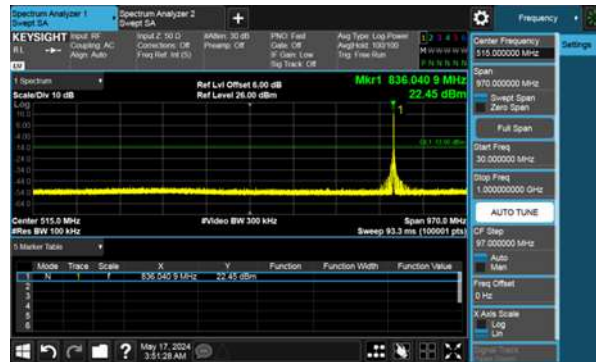 Spectrum Analyzer 1
Swept SA
Spectrum Analyzer 2
Swept SA
+
Frequency
KEYSIGHT
Input: RF
Coupling: AC
Align: Auto
Input Z: 50 Ω
Corrections: Off
Freq Ref: Int (S)
#Atten: 30 dB
Preamp: Off
PNO: Fast
Gate: Off
IF Gain: Low
Sig Track: Off
Avg Type: Log-Power
Avg|Hold: 100/100
Trig: Free Run
1 2 3 4 5 6
M W W W W W
P N N N N N
Center Frequency
515.000000 MHz
Settings
Span
970.000000 MHz
Swept Span
Zero Span
Full Span
Start Freq
30.000000 MHz
Stop Freq
1.000000000 GHz
AUTO TUNE
CF Step
97.000000 MHz
Auto
Man
Freq Offset
0 Hz
X Axis Scale
Log
Lin
1 Spectrum
Scale/Div 10 dB
Ref Lvl Offset 6.00 dB
Ref Level 26.00 dBm
Mkr1 836.040 9 MHz
22.45 dBm
Log
1
Center 515.0 MHz
#Res BW 100 kHz
#Video BW 300 kHz
Span 970.0 MHz
Sweep 93.3 ms (100001 pts)
5 Marker Table
Mode Trace Scale X Y Function Function Width Function Value
1 N 1 f 836.040 9 MHz 22.45 dBm
2
3
4
5
6
May 17, 2024
3:51:28 AM